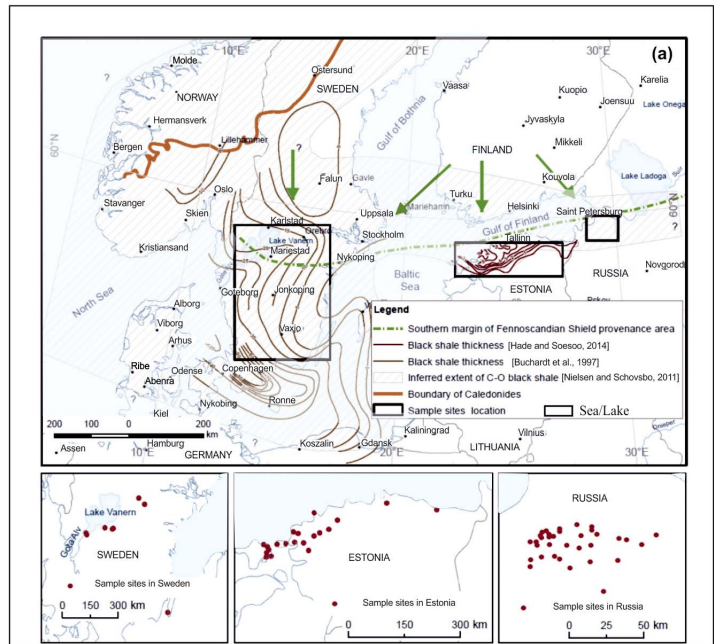 10°E
20°E
30°E
(a)
Molde
Ostersund
Karelia
SWEDEN
Vaasa
Kuopio
NORWAY
Joensuu
Lake Onega
Gulf of Bothnia
Hermansverk
Jyvaskyla
60°N
Bergen
Lillehammer
?
FINLAND
Mikkeli
Lake Ladoga
Falun
Gavle
Kouvola
Oslo
Turku
Stavanger
Mariehamn
Helsinki
Saint Petersburg
60°N
Skien
Karlstad
Uppsala
Gulf of Finland
Orebro
Stockholm
Tallinn
?
Lake Vanern
Kristiansand
Mariestad
Nykoping
Novgorod
North Sea
Baltic Sea
ESTONIA
RUSSIA
Goteborg
Jonkoping
Alborg
Viborg
Vaxjo
Arhus
Ribe
Copenhagen
Odense
Abenra
Kiel
Nykobing
Ronne
?
Kaliningrad
Vilnius
Koszalin
Gdansk
LITHUANIA
Assen
Hamburg
GERMANY
10°E
20°E
30°E
200 100 0 200
km
Legend
Southern margin of Fennoscandian Shield provenance area
Black shale thickness [Hade and Soesoo, 2014]
Black shale thickness [Buchardt et al., 1997]
Inferred extent of C-O black shale [Nielsen and Schovsbo, 2011]
Boundary of Caledonides
Sample sites location
Sea/Lake
Lake Vanern
Gota Alv
SWEDEN
Sample sites in Sweden
0 150 300 km
ESTONIA
Sample sites in Estonia
0 150 300 km
RUSSIA
Sample sites in Russia
0 25 50 km